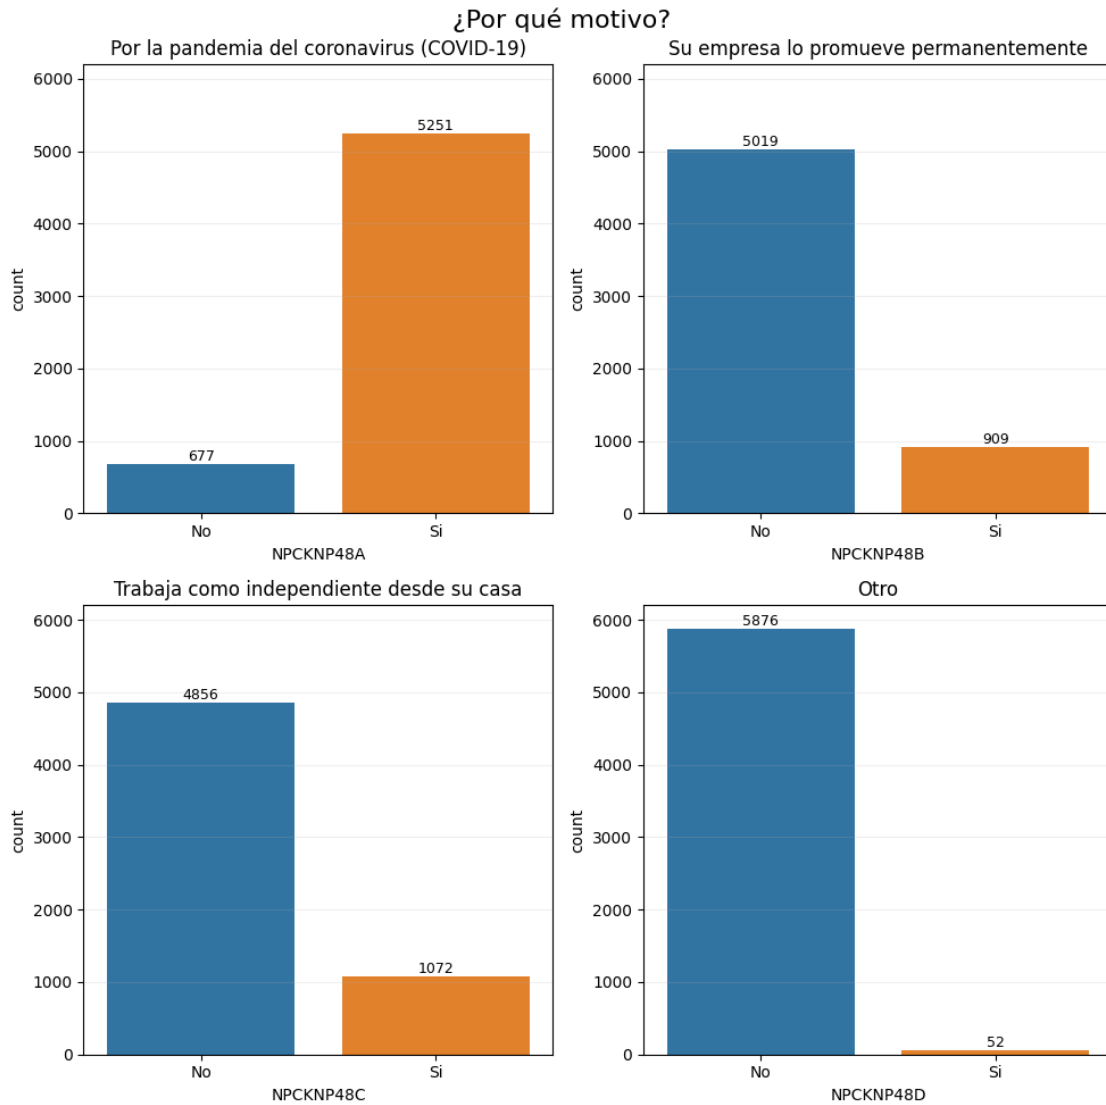 ¿Por qué motivo?
Por la pandemia del coronavirus (COVID-19)
6000
5000
4000
3000
2000
1000
0
count
677
5251
No
Si
NPCKNP48A
Su empresa lo promueve permanentemente
6000
5000
4000
3000
2000
1000
0
count
5019
909
No
Si
NPCKNP48B
Trabaja como independiente desde su casa
6000
5000
4000
3000
2000
1000
0
count
4856
1072
No
Si
NPCKNP48C
Otro
6000
5000
4000
3000
2000
1000
0
count
5876
52
No
Si
NPCKNP48D